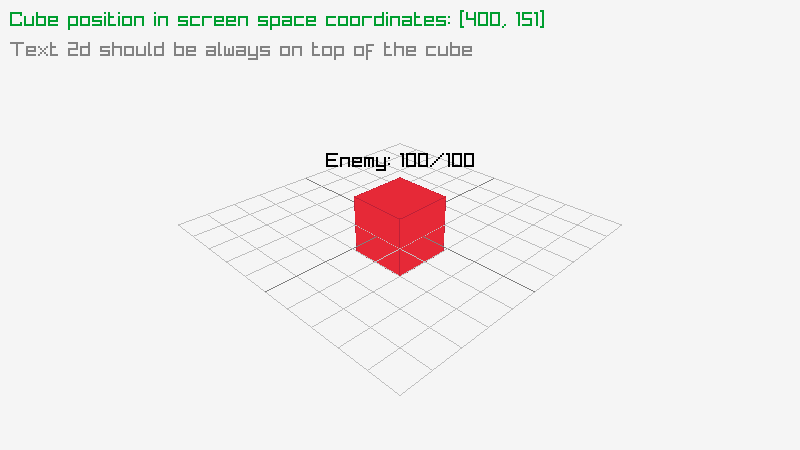 Cube position in screen space coordinates: [400, 151]
Text 2d should be always on top of the cube
Enemy: 100/100